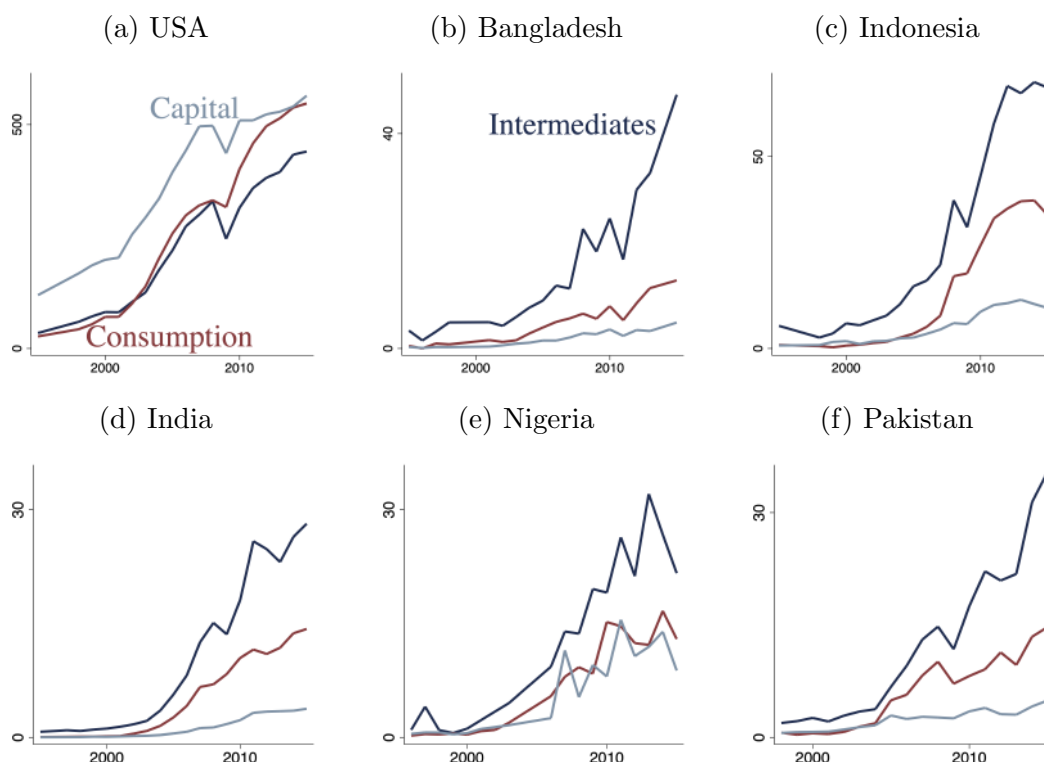 (a) USA
(b) Bangladesh
(c) Indonesia
Capital
Consumption
500
0
2000
2010
Intermediates
40
0
2000
2010
50
0
2000
2010
(d) India
(e) Nigeria
(f) Pakistan
30
0
2000
2010
30
0
2000
2010
30
0
2000
2010